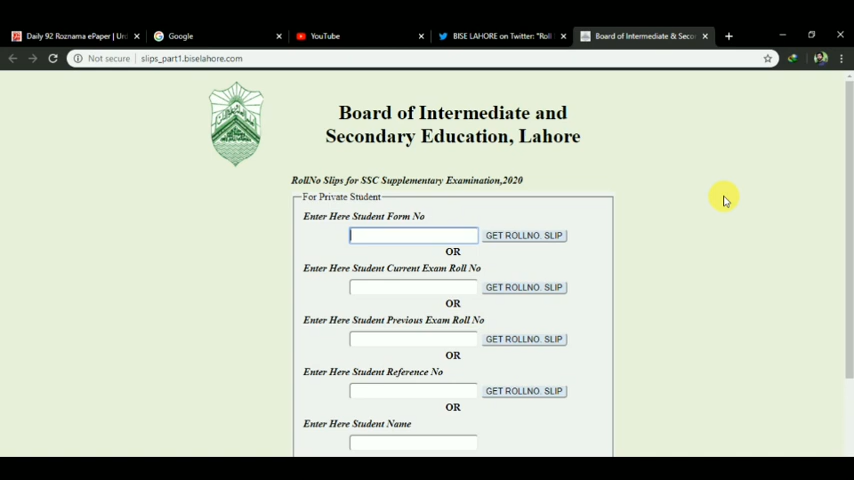 Daily 92 Roznama ePaper | Uni
Google
YouTube
BISE LAHORE on Twitter: "Roll
Board of Intermediate & Seco
Not secure
slips_part1.biselahore.com
Board of Intermediate and
Secondary Education, Lahore
RollNo Slips for SSC Supplementary Examination,2020
For Private Student
Enter Here Student Form No
GET ROLLNO. SLIP
OR
Enter Here Student Current Exam Roll No
GET ROLLNO. SLIP
OR
Enter Here Student Previous Exam Roll No
GET ROLLNO. SLIP
OR
Enter Here Student Reference No
GET ROLLNO. SLIP
OR
Enter Here Student Name